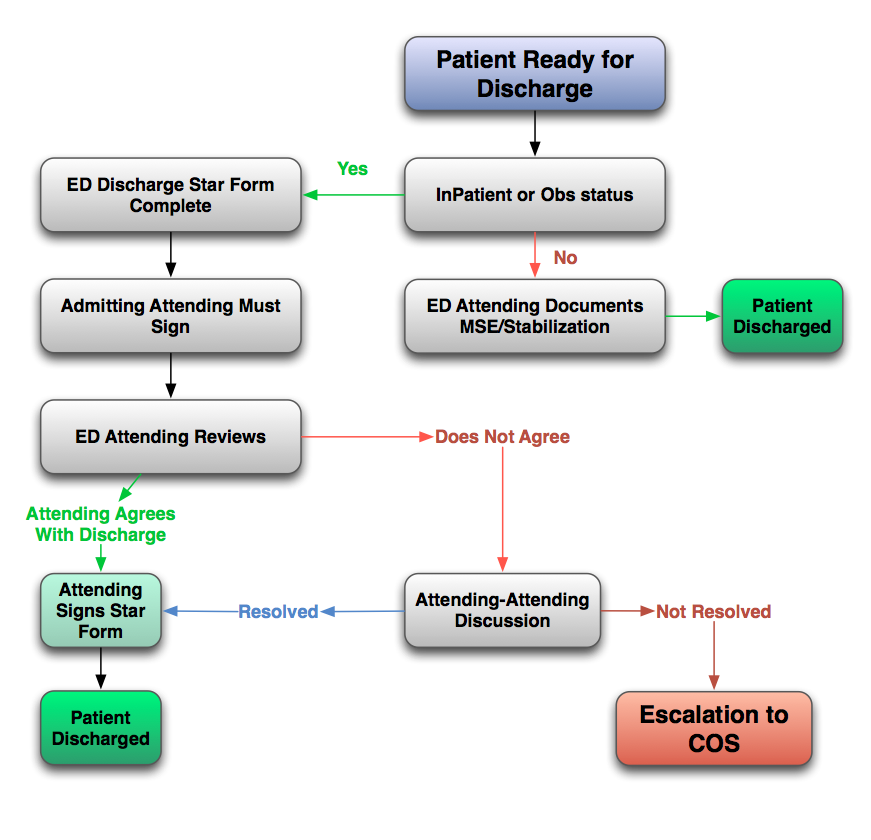 Patient Ready for
Discharge
Yes
ED Discharge Star Form
Complete
InPatient or Obs status
No
Admitting Attending Must
Sign
ED Attending Documents
MSE/Stabilization
Patient
Discharged
ED Attending Reviews
Does Not Agree
Attending Agrees
With Discharge
Attending
Signs Star
Form
Resolved
Attending-Attending
Discussion
Not Resolved
Patient
Discharged
Escalation to
COS